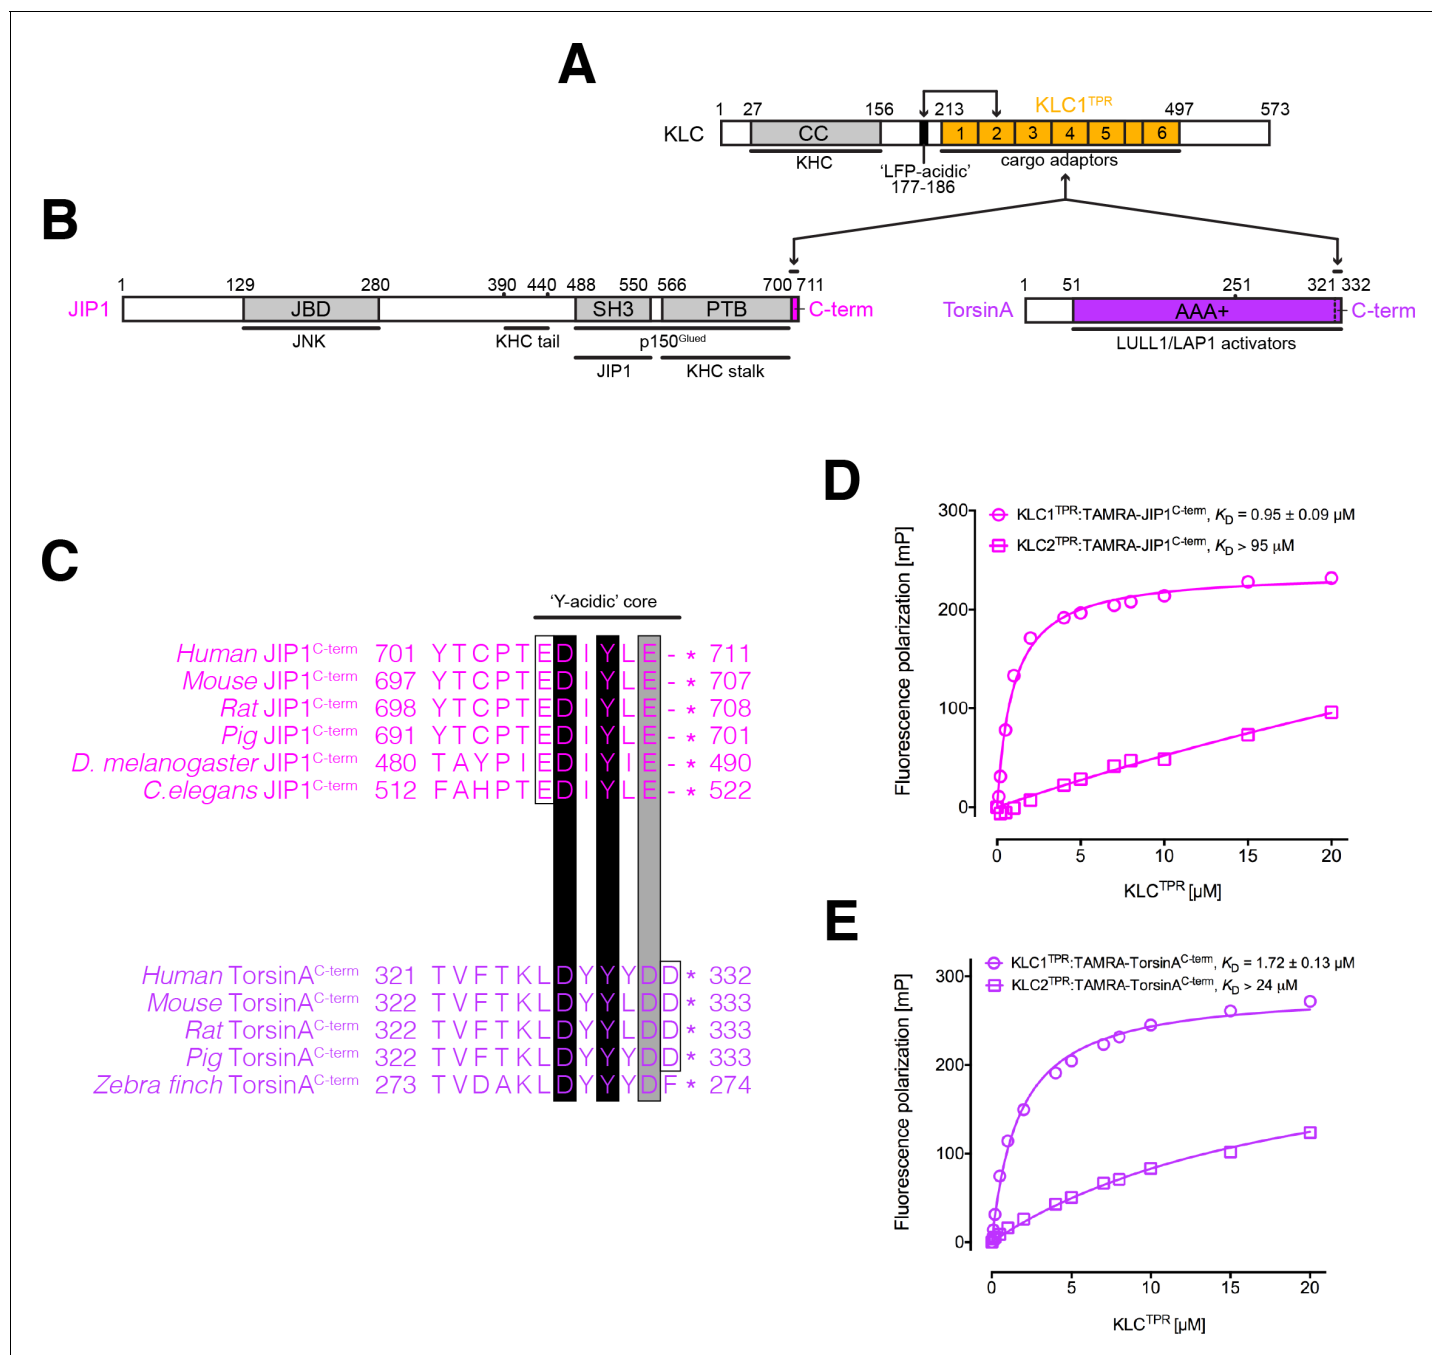 A
KLC1TPR
1 27 156 213 497 573
KLC CC 1 2 3 4 5 6
KHC 'LFP-acidic' cargo adaptors
177-186
B
1 129 280 390 440 488 550 566 700 711
JIP1 JBD SH3 PTB C-term
JNK KHC tail p150Glued
JIP1 KHC stalk
1 51 251 321 332
TorsinA AAA+ C-term
LULL1/LAP1 activators
C
'Y-acidic' core
Human JIP1C-term 701 YTCPTEDIYLE-* 711
Mouse JIP1C-term 697 YTCPTEDIYLE-* 707
Rat JIP1C-term 698 YTCPTEDIYLE-* 708
Pig JIP1C-term 691 YTCPTEDIYLE-* 701
D. melanogaster JIP1C-term 480 TAYPIEDIYIE-* 490
C.elegans JIP1C-term 512 FAHPTEDIYLE-* 522
Human TorsinAC-term 321 TVFTKLDYYYDD* 332
Mouse TorsinAC-term 322 TVFTKLDYYLDD* 333
Rat TorsinAC-term 322 TVFTKLDYYLDD* 333
Pig TorsinAC-term 322 TVFTKLDYYYDD* 333
Zebra finch TorsinAC-term 273 TVDAKLDYYYDF* 274
D
KLC1TPR:TAMRA-JIP1C-term, KD = 0.95 ± 0.09 µM
KLC2TPR:TAMRA-JIP1C-term, KD > 95 µM
Fluorescence polarization [mP]
300
200
100
0
0 5 10 15 20
KLCTPR [µM]
E
KLC1TPR:TAMRA-TorsinAC-term, KD = 1.72 ± 0.13 µM
KLC2TPR:TAMRA-TorsinAC-term, KD > 24 µM
Fluorescence polarization [mP]
300
200
100
0
0 5 10 15 20
KLCTPR [µM]